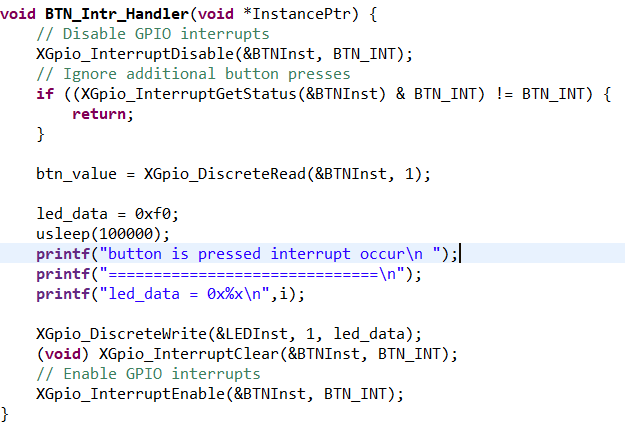 void BTN_Intr_Handler(void *InstancePtr) {
    // Disable GPIO interrupts
    XGpio_InterruptDisable(&BTNInst, BTN_INT);
    // Ignore additional button presses
    if ((XGpio_InterruptGetStatus(&BTNInst) & BTN_INT) != BTN_INT) {
        return;
    }

    btn_value = XGpio_DiscreteRead(&BTNInst, 1);

    led_data = 0xf0;
    usleep(100000);
    printf("button is pressed interrupt occur\n ");
    printf("==============================\n");
    printf("led_data = 0x%x\n",i);

    XGpio_DiscreteWrite(&LEDInst, 1, led_data);
    (void) XGpio_InterruptClear(&BTNInst, BTN_INT);
    // Enable GPIO interrupts
    XGpio_InterruptEnable(&BTNInst, BTN_INT);
}